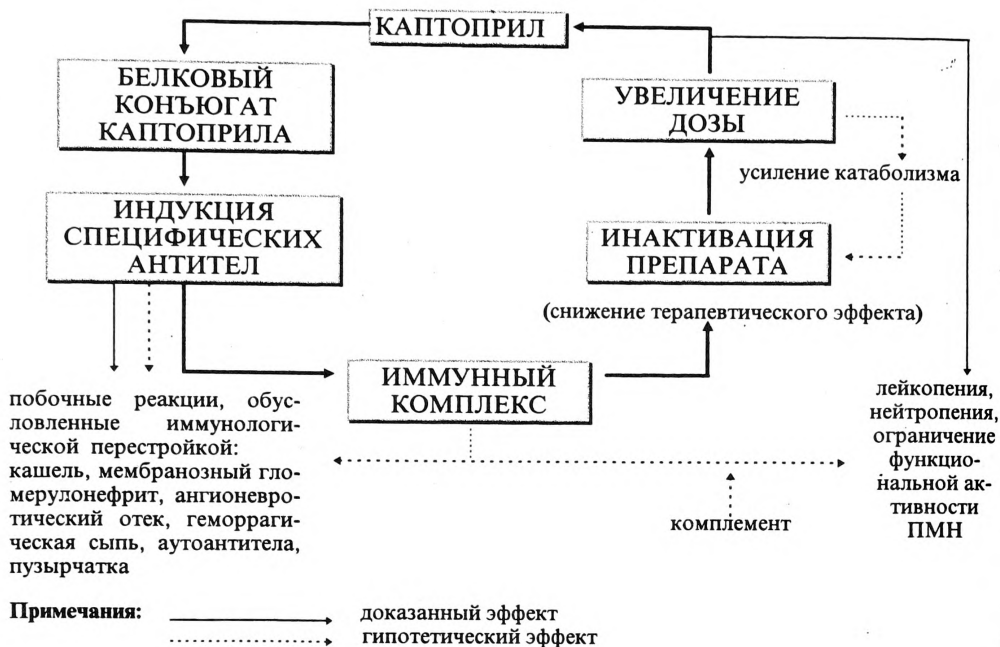 КАПТОПРИЛ
БЕЛКОВЫЙ
КОНЪЮГАТ
КАПТОПРИЛА
УВЕЛИЧЕНИЕ
ДОЗЫ
усиление катаболизма
ИНДУКЦИЯ
СПЕЦИФИЧЕСКИХ
АНТИТЕЛ
ИНАКТИВАЦИЯ
ПРЕПАРАТА
(снижение терапевтического эффекта)
ИММУННЫЙ
КОМПЛЕКС
побочные реакции, обус-
ловленные иммунологи-
ческой перестройкой:
кашель, мембранозный гло-
мерулонефрит, ангионевро-
тический отек, геморраги-
ческая сыпь, аутоантитела,
пузырчатка
комплемент
лейкопения,
нейтропения,
ограничение
функцио-
нальной ак-
тивности
ПМН
Примечания: доказанный эффект
гипотетический эффект